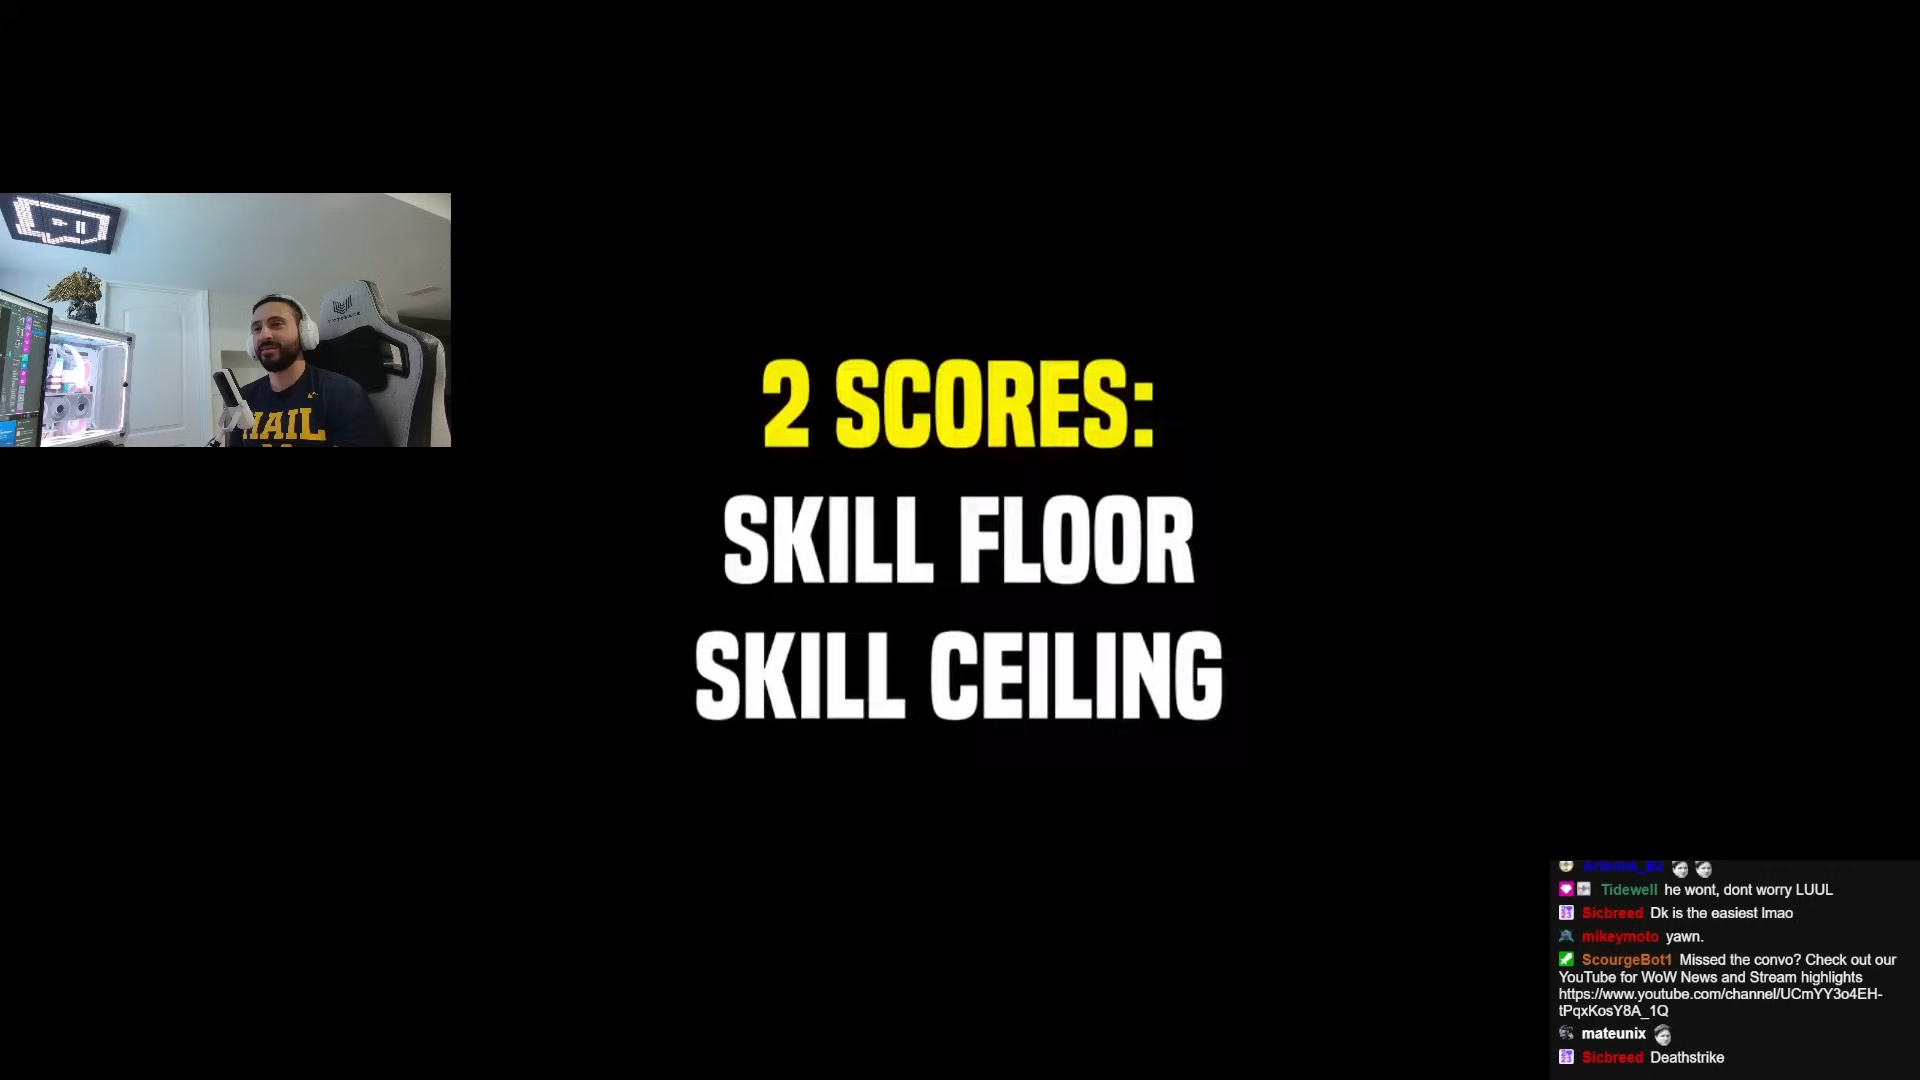 HAIL
2 SCORES:
SKILL FLOOR
SKILL CEILING
Tidewell he wont, dont worry LUUL
Sicbreed Dk is the easiest lmao
mikeymoto yawn.
ScourgeBot1 Missed the convo? Check out our
YouTube for WoW News and Stream highlights
https://www.youtube.com/channel/UCmYY3o4EH-
tPqxKosY8A_1Q
mateunix
Sicbreed Deathstrike